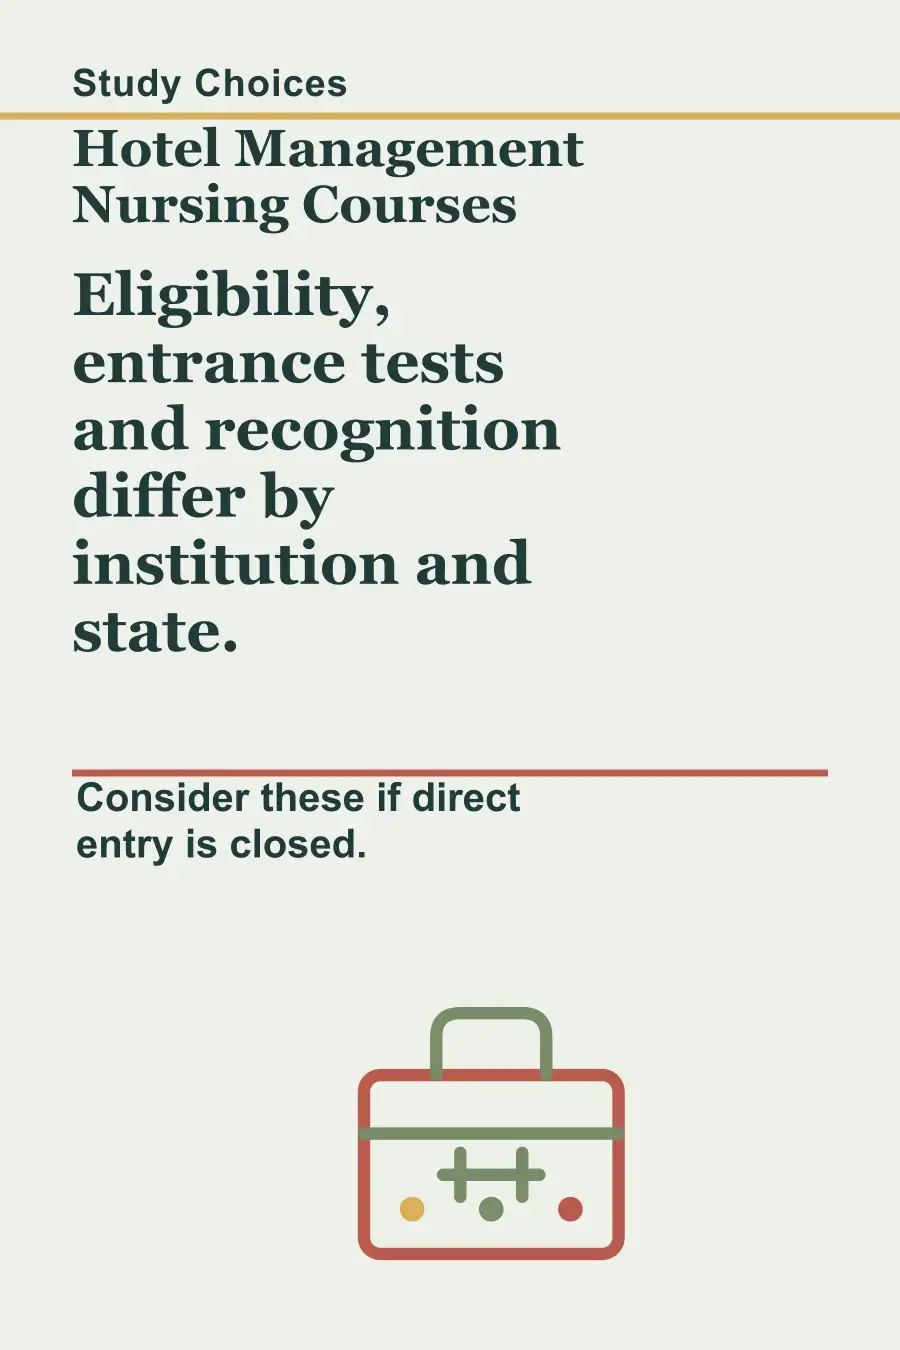 Study Choices
Hotel Management
Nursing Courses
Eligibility,
entrance tests
and recognition
differ by
institution and
state.
Consider these if direct
entry is closed.